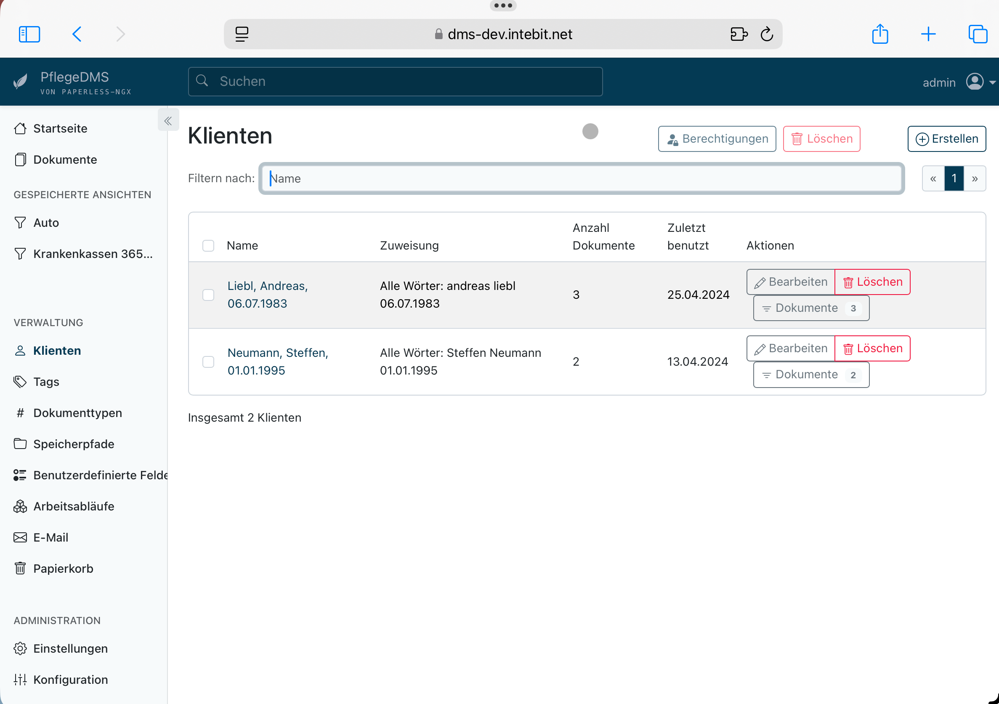 dms-dev.intebit.net
PflegeDMS
VON PAPERLESS-NGX
Suchen
admin
Startseite
Dokumente
GESPEICHERTE ANSICHTEN
Auto
Krankenkassen 365...
VERWALTUNG
Klienten
Tags
# Dokumenttypen
Speicherpfade
Benutzerdefinierte Felde
Arbeitsabläufe
E-Mail
Papierkorb
ADMINISTRATION
Einstellungen
Konfiguration
Klienten
Berechtigungen Löschen Erstellen
Filtern nach: Name
« 1 »
Name Zuweisung Anzahl Dokumente Zuletzt benutzt Aktionen
Liebl, Andreas, 06.07.1983
Alle Wörter: andreas liebl 06.07.1983
3
25.04.2024
Bearbeiten Löschen
Dokumente 3
Neumann, Steffen, 01.01.1995
Alle Wörter: Steffen Neumann 01.01.1995
2
13.04.2024
Bearbeiten Löschen
Dokumente 2
Insgesamt 2 Klienten